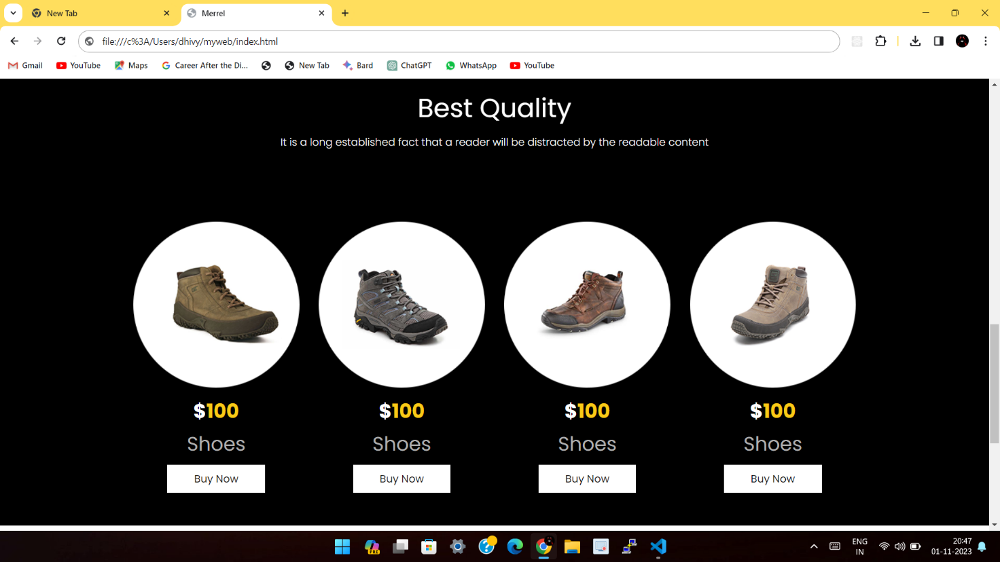 New Tab
Merrel
file:///c%3A/Users/dhivy/myweb/index.html
Gmail YouTube Maps Career After the Di... New Tab Bard ChatGPT WhatsApp YouTube
Best Quality
It is a long established fact that a reader will be distracted by the readable content
$100 $100 $100 $100
Shoes Shoes Shoes Shoes
Buy Now Buy Now Buy Now Buy Now
PRE
ENG
IN
20:47
01-11-2023